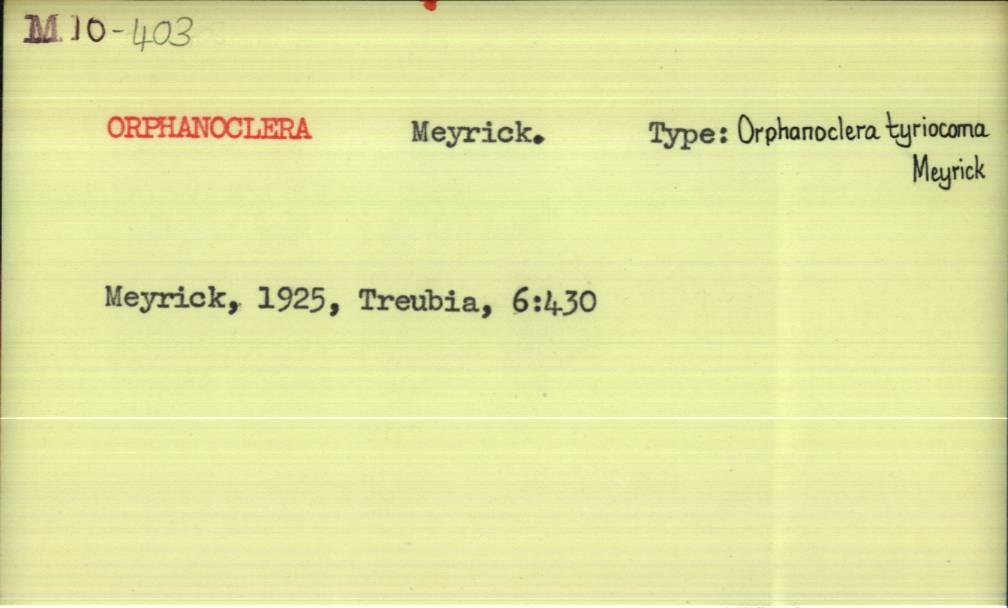 M 10-403
ORPHANOCLERA Meyrick. Type: Orphanoclera tyriocoma
Meyrick
Meyrick, 1925, Treubia, 6:430